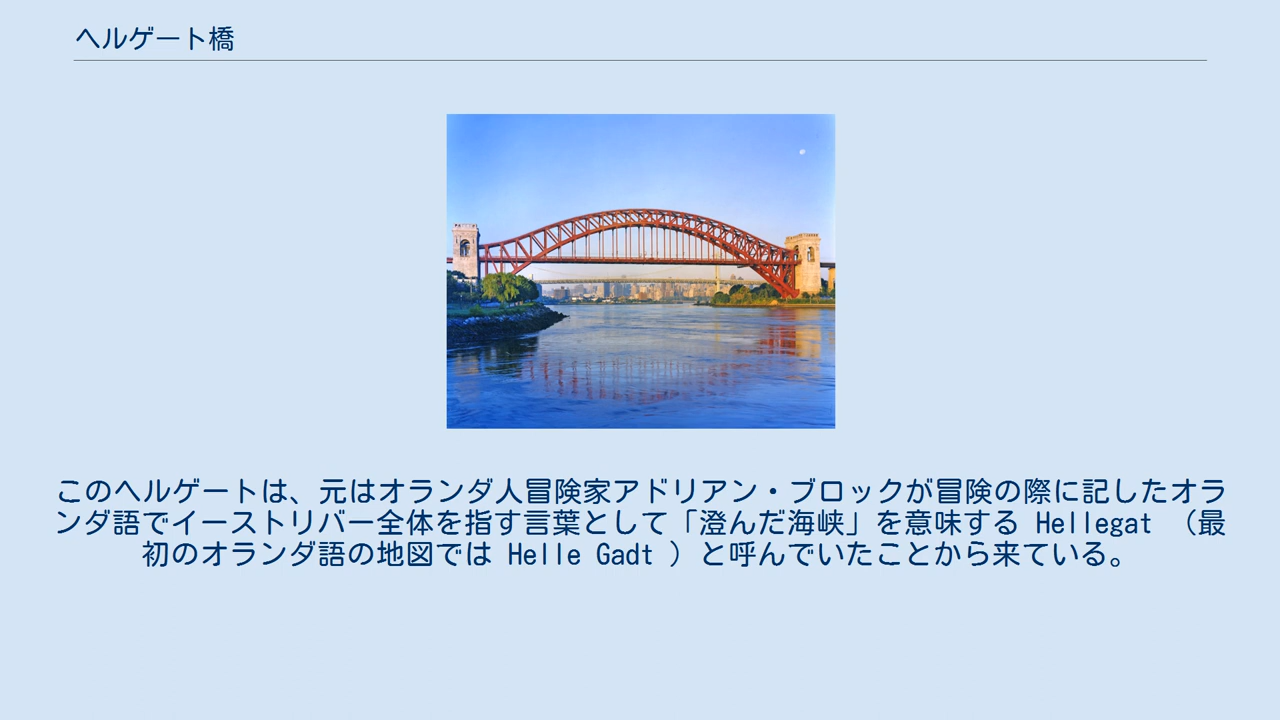 ヘルゲート橋
このヘルゲートは、元はオランダ人冒険家アドリアン・ブロックが冒険の際に記したオラ
ンダ語でイーストリバー全体を指す言葉として「澄んだ海峡」を意味する Hellegat （最
初のオランダ語の地図では Helle Gadt ）と呼んでいたことから来ている。